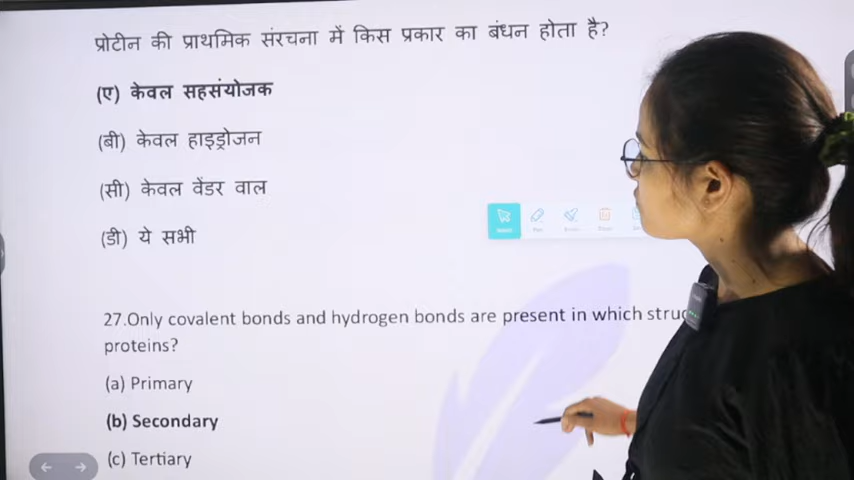 प्रोटीन की प्राथमिक संरचना में किस प्रकार का बंधन होता है?
(ए) केवल सहसंयोजक
(बी) केवल हाइड्रोजन
(सी) केवल वेंडर वाल
(डी) ये सभी
27.Only covalent bonds and hydrogen bonds are present in which
proteins?
(a) Primary
(b) Secondary
(c) Tertiary